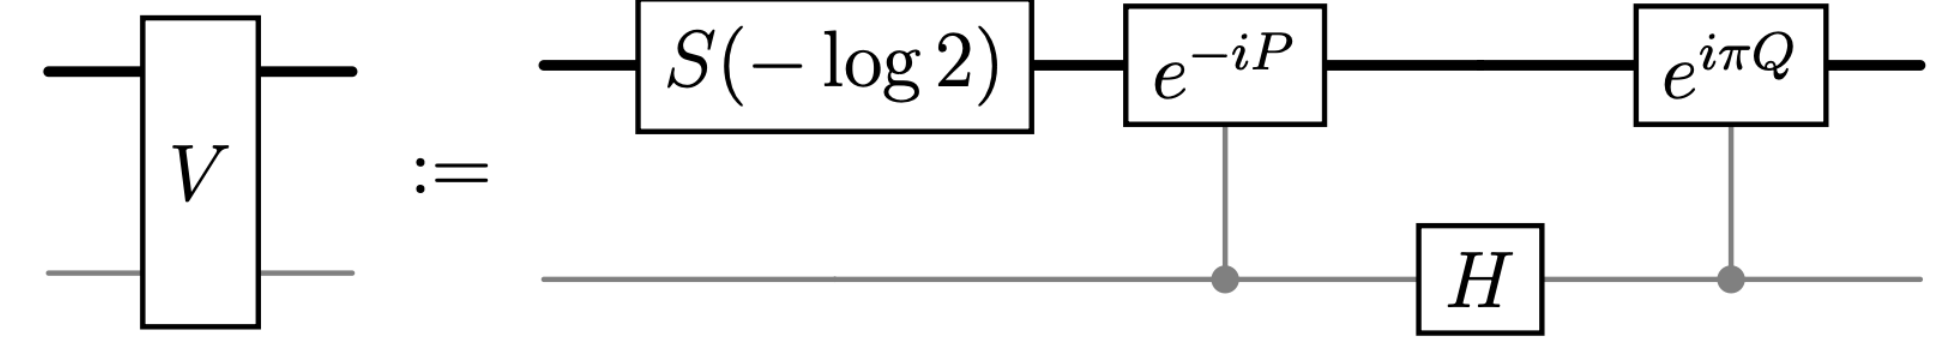 V := S(− log 2) e^{−iP} e^{iπQ}
H